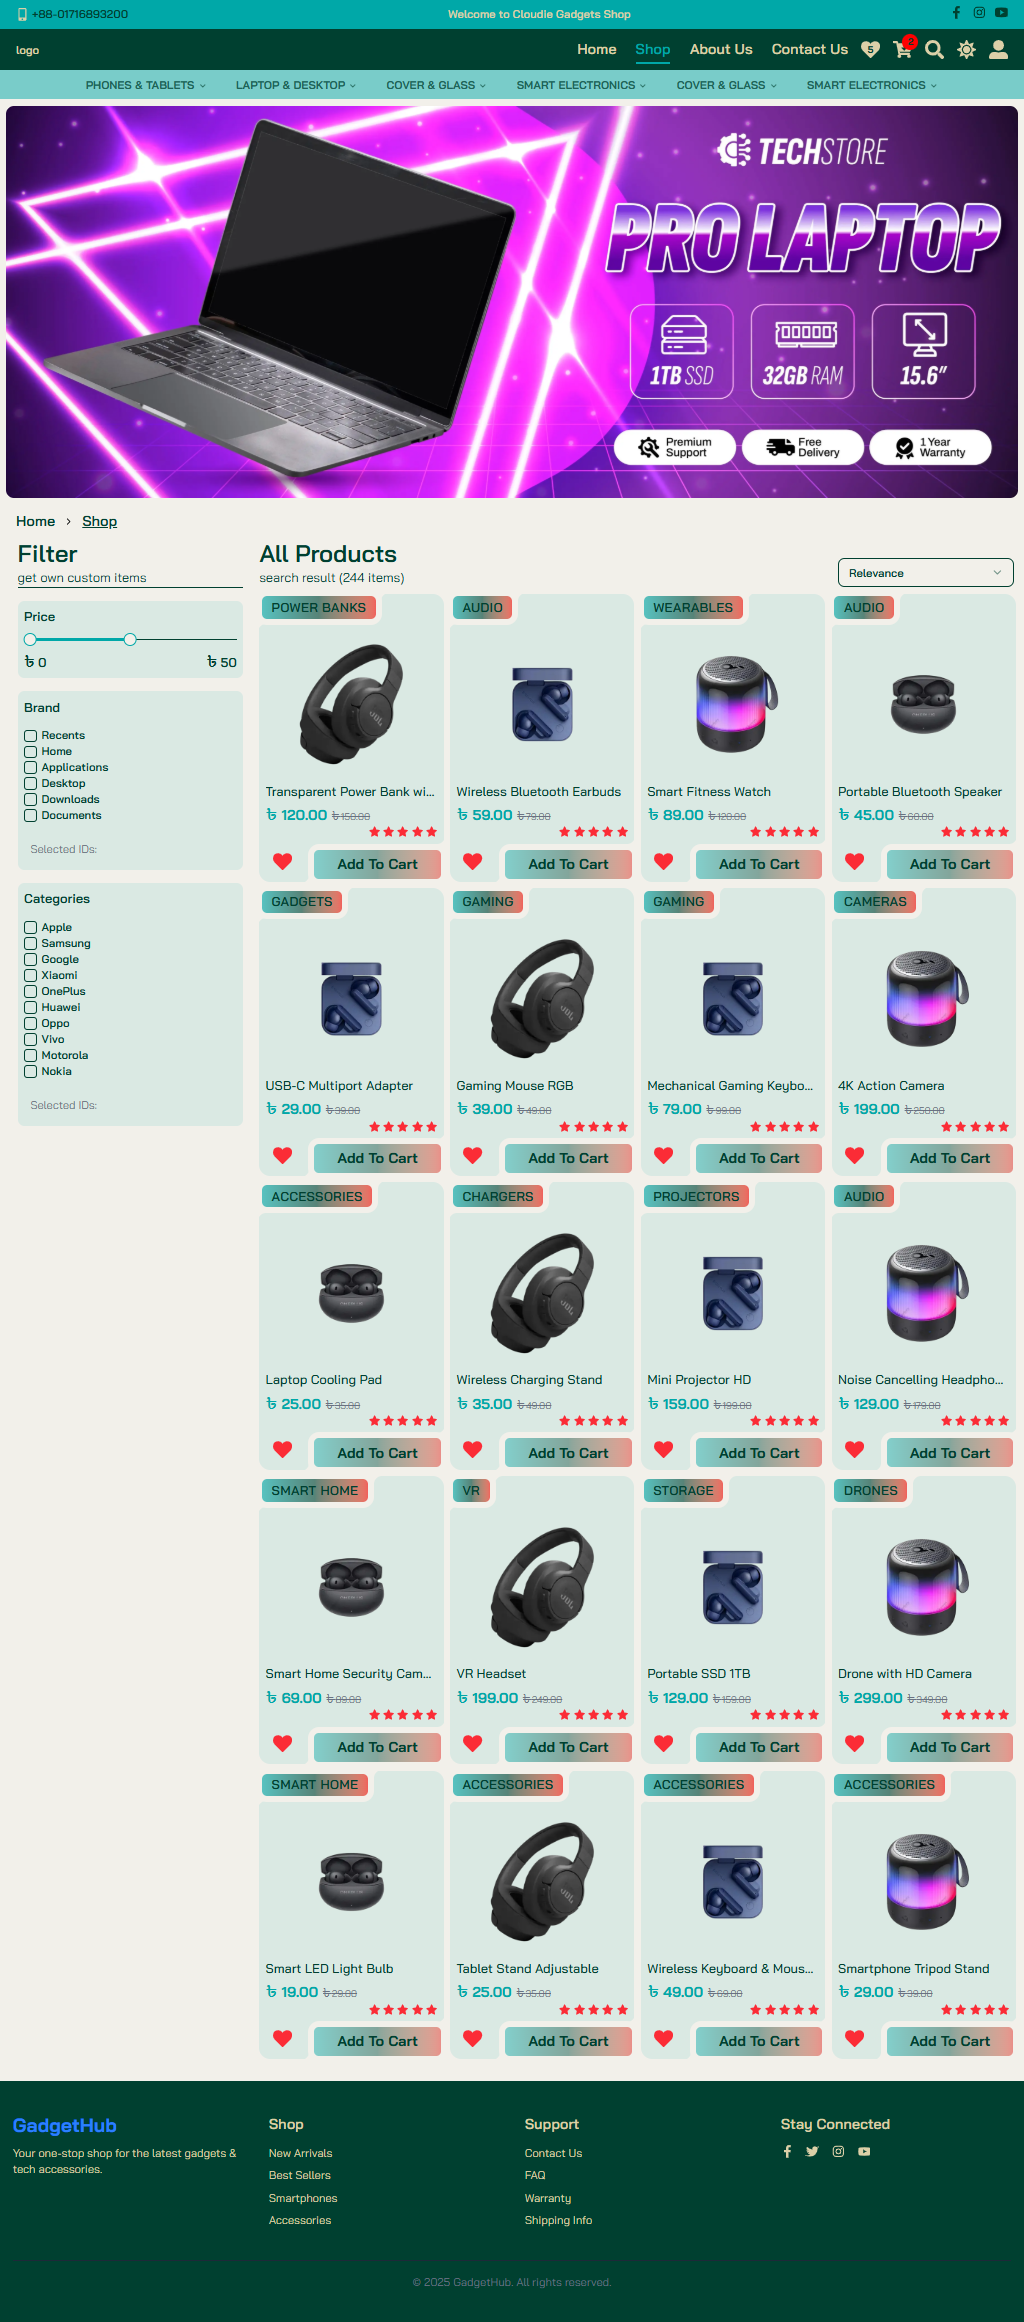 +88-01716893200
Welcome to Cloudle Gadgets Shop
logo
Home Shop About Us Contact Us 5 2
PHONES & TABLETS LAPTOP & DESKTOP COVER & GLASS SMART ELECTRONICS COVER & GLASS SMART ELECTRONICS
TECHSTORE
PRO LAPTOP
1TB SSD 32GB RAM 15.6"
Premium Support
Free Delivery
1 Year Warranty
Home > Shop
Filter
get own custom items
Price
৳ 0 ৳ 50
Brand
Recents
Home
Applications
Desktop
Downloads
Documents
Selected IDs:
Categories
Apple
Samsung
Google
Xiaomi
OnePlus
Huawei
Oppo
Vivo
Motorola
Nokia
Selected IDs:
All Products
search result (244 items)
Relevance
POWER BANKS AUDIO WEARABLES AUDIO
JBL
Transparent Power Bank wi... Wireless Bluetooth Earbuds Smart Fitness Watch Portable Bluetooth Speaker
৳ 120.00 ৳150.00 ৳ 59.00 ৳79.00 ৳ 89.00 ৳120.00 ৳ 45.00 ৳60.00
Add To Cart Add To Cart Add To Cart Add To Cart
GADGETS GAMING GAMING CAMERAS
JBL
USB-C Multiport Adapter Gaming Mouse RGB Mechanical Gaming Keybo... 4K Action Camera
৳ 29.00 ৳39.00 ৳ 39.00 ৳49.00 ৳ 79.00 ৳99.00 ৳ 199.00 ৳250.00
Add To Cart Add To Cart Add To Cart Add To Cart
ACCESSORIES CHARGERS PROJECTORS AUDIO
JBL
Laptop Cooling Pad Wireless Charging Stand Mini Projector HD Noise Cancelling Headpho...
৳ 25.00 ৳35.00 ৳ 35.00 ৳49.00 ৳ 159.00 ৳199.00 ৳ 129.00 ৳179.00
Add To Cart Add To Cart Add To Cart Add To Cart
SMART HOME VR STORAGE DRONES
JBL
Smart Home Security Cam... VR Headset Portable SSD 1TB Drone with HD Camera
৳ 69.00 ৳89.00 ৳ 199.00 ৳249.00 ৳ 129.00 ৳159.00 ৳ 299.00 ৳349.00
Add To Cart Add To Cart Add To Cart Add To Cart
SMART HOME ACCESSORIES ACCESSORIES ACCESSORIES
JBL
Smart LED Light Bulb Tablet Stand Adjustable Wireless Keyboard & Mous... Smartphone Tripod Stand
৳ 19.00 ৳29.00 ৳ 25.00 ৳35.00 ৳ 49.00 ৳69.00 ৳ 29.00 ৳39.00
Add To Cart Add To Cart Add To Cart Add To Cart
GadgetHub
Your one-stop shop for the latest gadgets &
tech accessories.
Shop
New Arrivals
Best Sellers
Smartphones
Accessories
Support
Contact Us
FAQ
Warranty
Shipping Info
Stay Connected
© 2025 GadgetHub. All rights reserved.